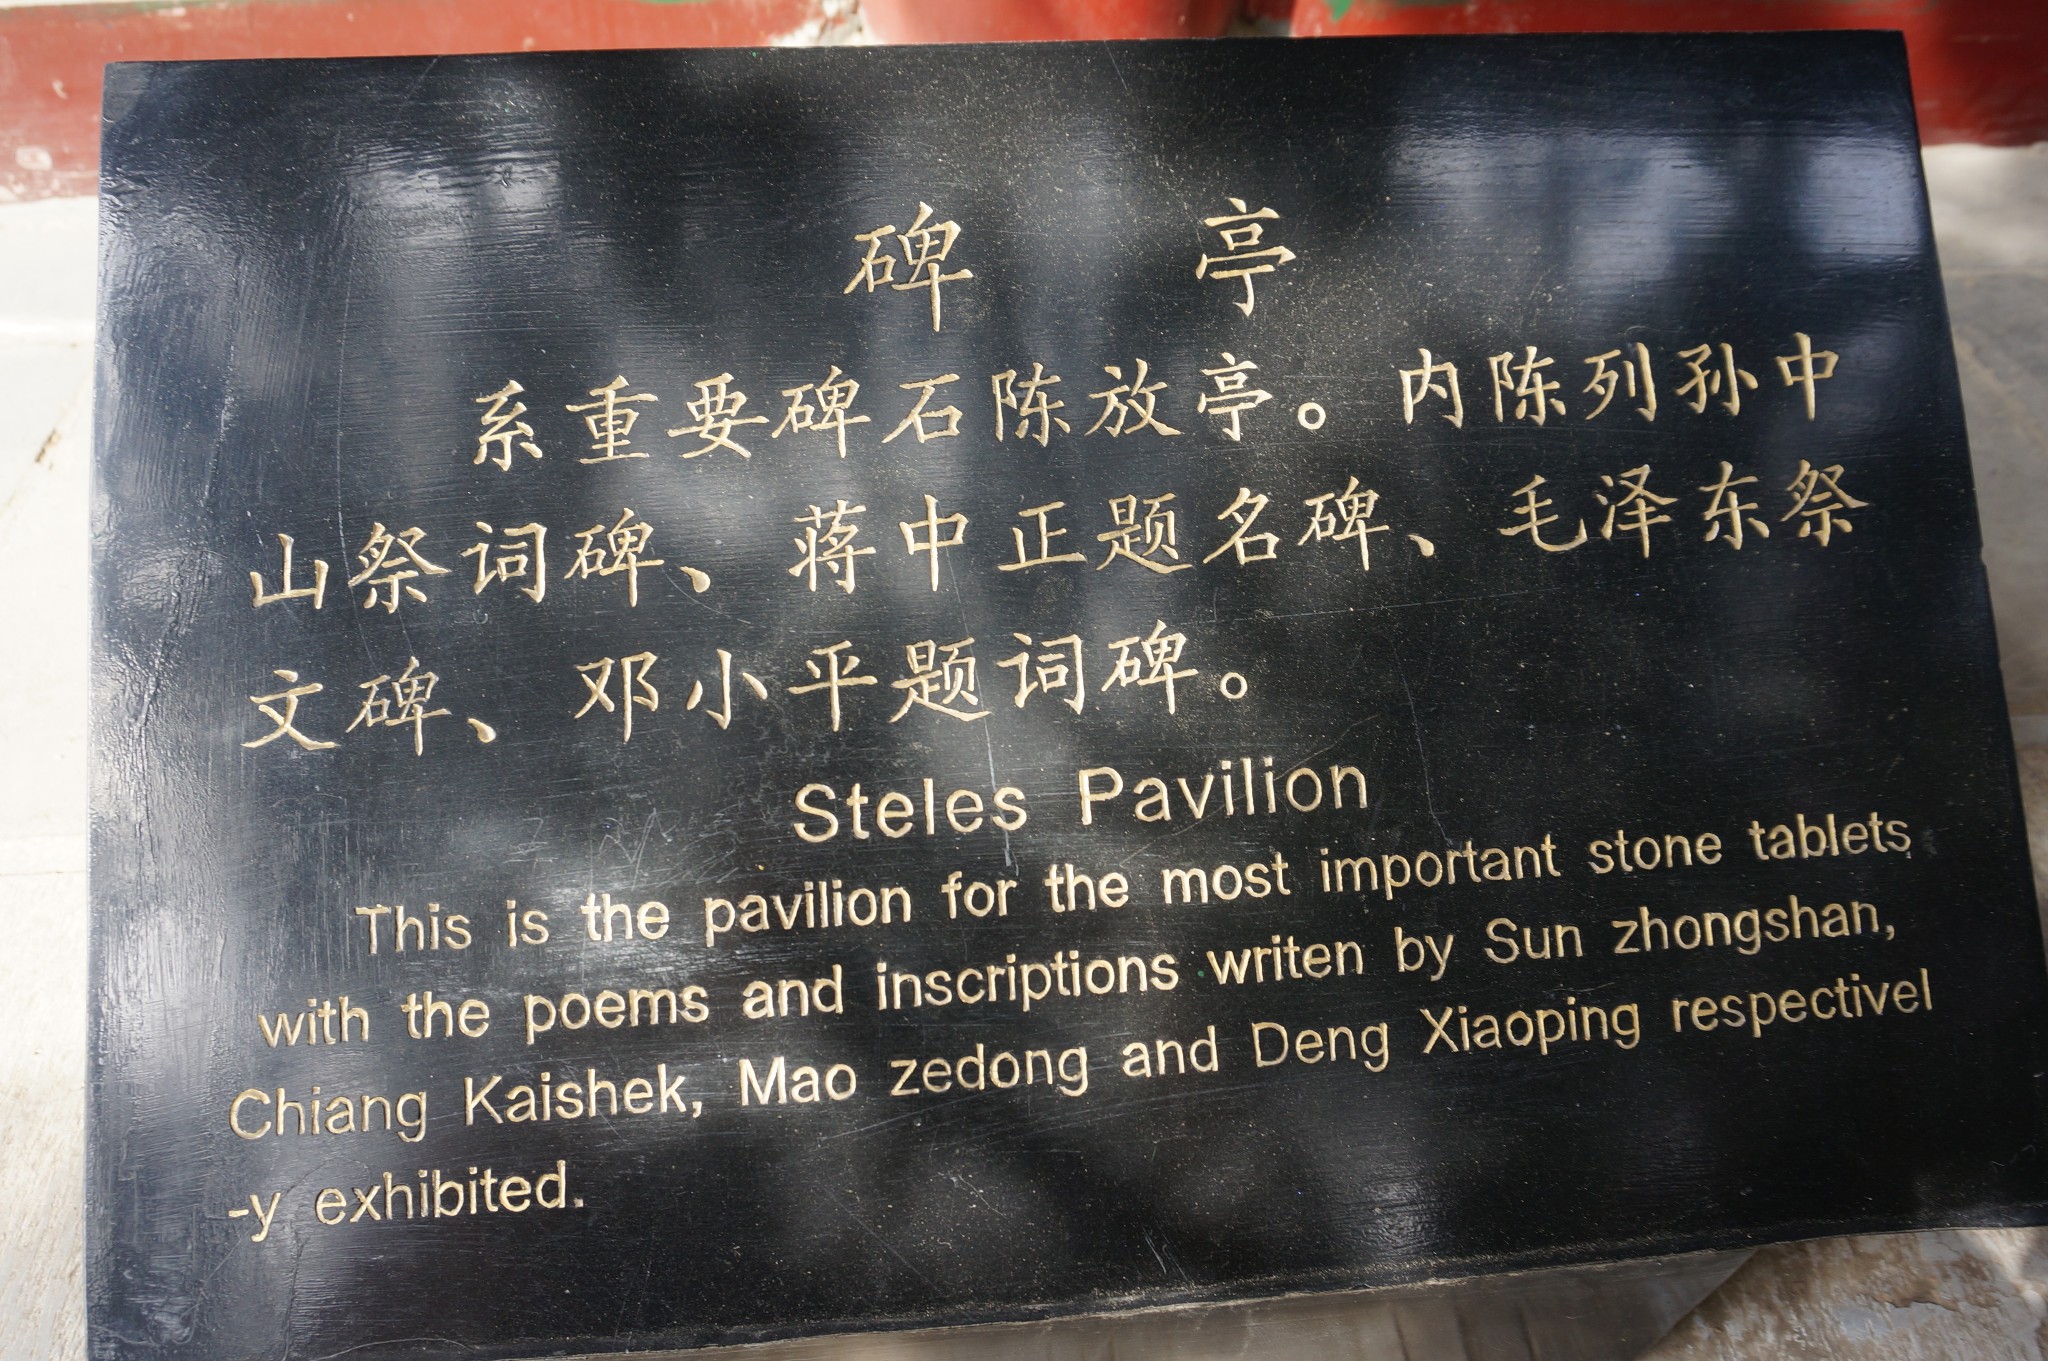 碑 亭
系重要碑石陈放亭。内陈列孙中
山祭词碑、蒋中正题名碑、毛泽东祭
文碑、邓小平题词碑。
Steles Pavilion
This is the pavilion for the most important stone tablets
with the poems and inscriptions writen by Sun zhongshan,
Chiang Kaishek, Mao zedong and Deng Xiaoping respectivel
-y exhibited.